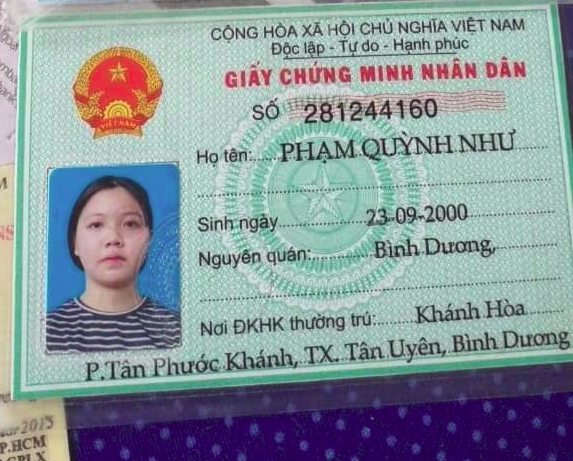 CỘNG HÒA XÃ HỘI CHỦ NGHĨA VIỆT NAM
Độc lập - Tự do - Hạnh phúc
GIẤY CHỨNG MINH NHÂN DÂN
SỐ 281244160
Họ tên:.....PHẠM QUỲNH NHƯ
Sinh ngày............23-09-2000
Nguyên quán:..........Bình Dương,
Nơi ĐKHK thường trú:......Khánh Hòa
P.Tân Phước Khánh, TX. Tân Uyên, Bình Dương
VIỆT NAM
2015
P.HCM
GPLX